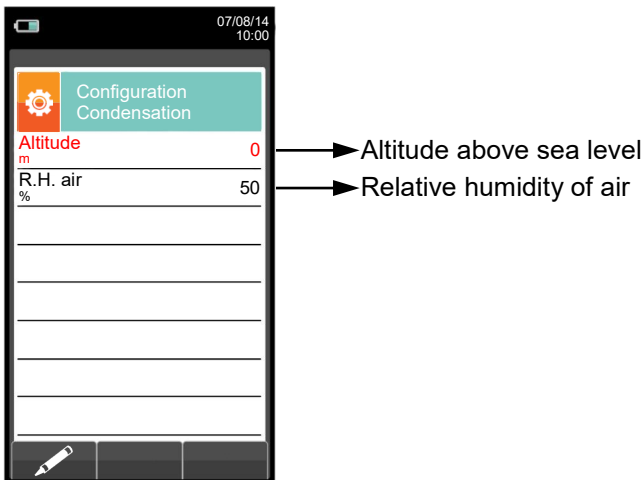 07/08/14
10:00
Configuration
Condensation
Altitude
m
0
Altitude above sea level
R.H. air
%
50
Relative humidity of air